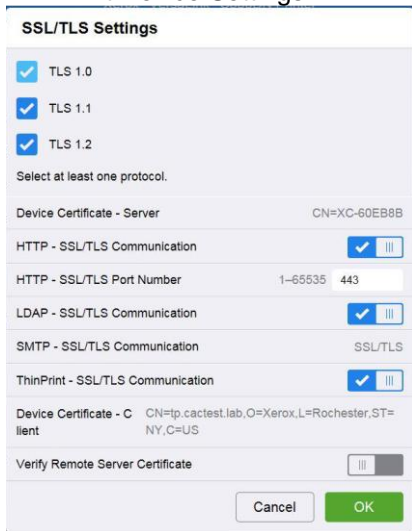 SSL/TLS Settings
TLS 1.0
TLS 1.1
TLS 1.2
Select at least one protocol.
Device Certificate - Server CN=XC-60EB8B
HTTP - SSL/TLS Communication
HTTP - SSL/TLS Port Number 1–65535 443
LDAP - SSL/TLS Communication
SMTP - SSL/TLS Communication SSL/TLS
ThinPrint - SSL/TLS Communication
Device Certificate - C CN=tp.cactest.lab,O=Xerox,L=Rochester,ST=
lient NY,C=US
Verify Remote Server Certificate
Cancel OK